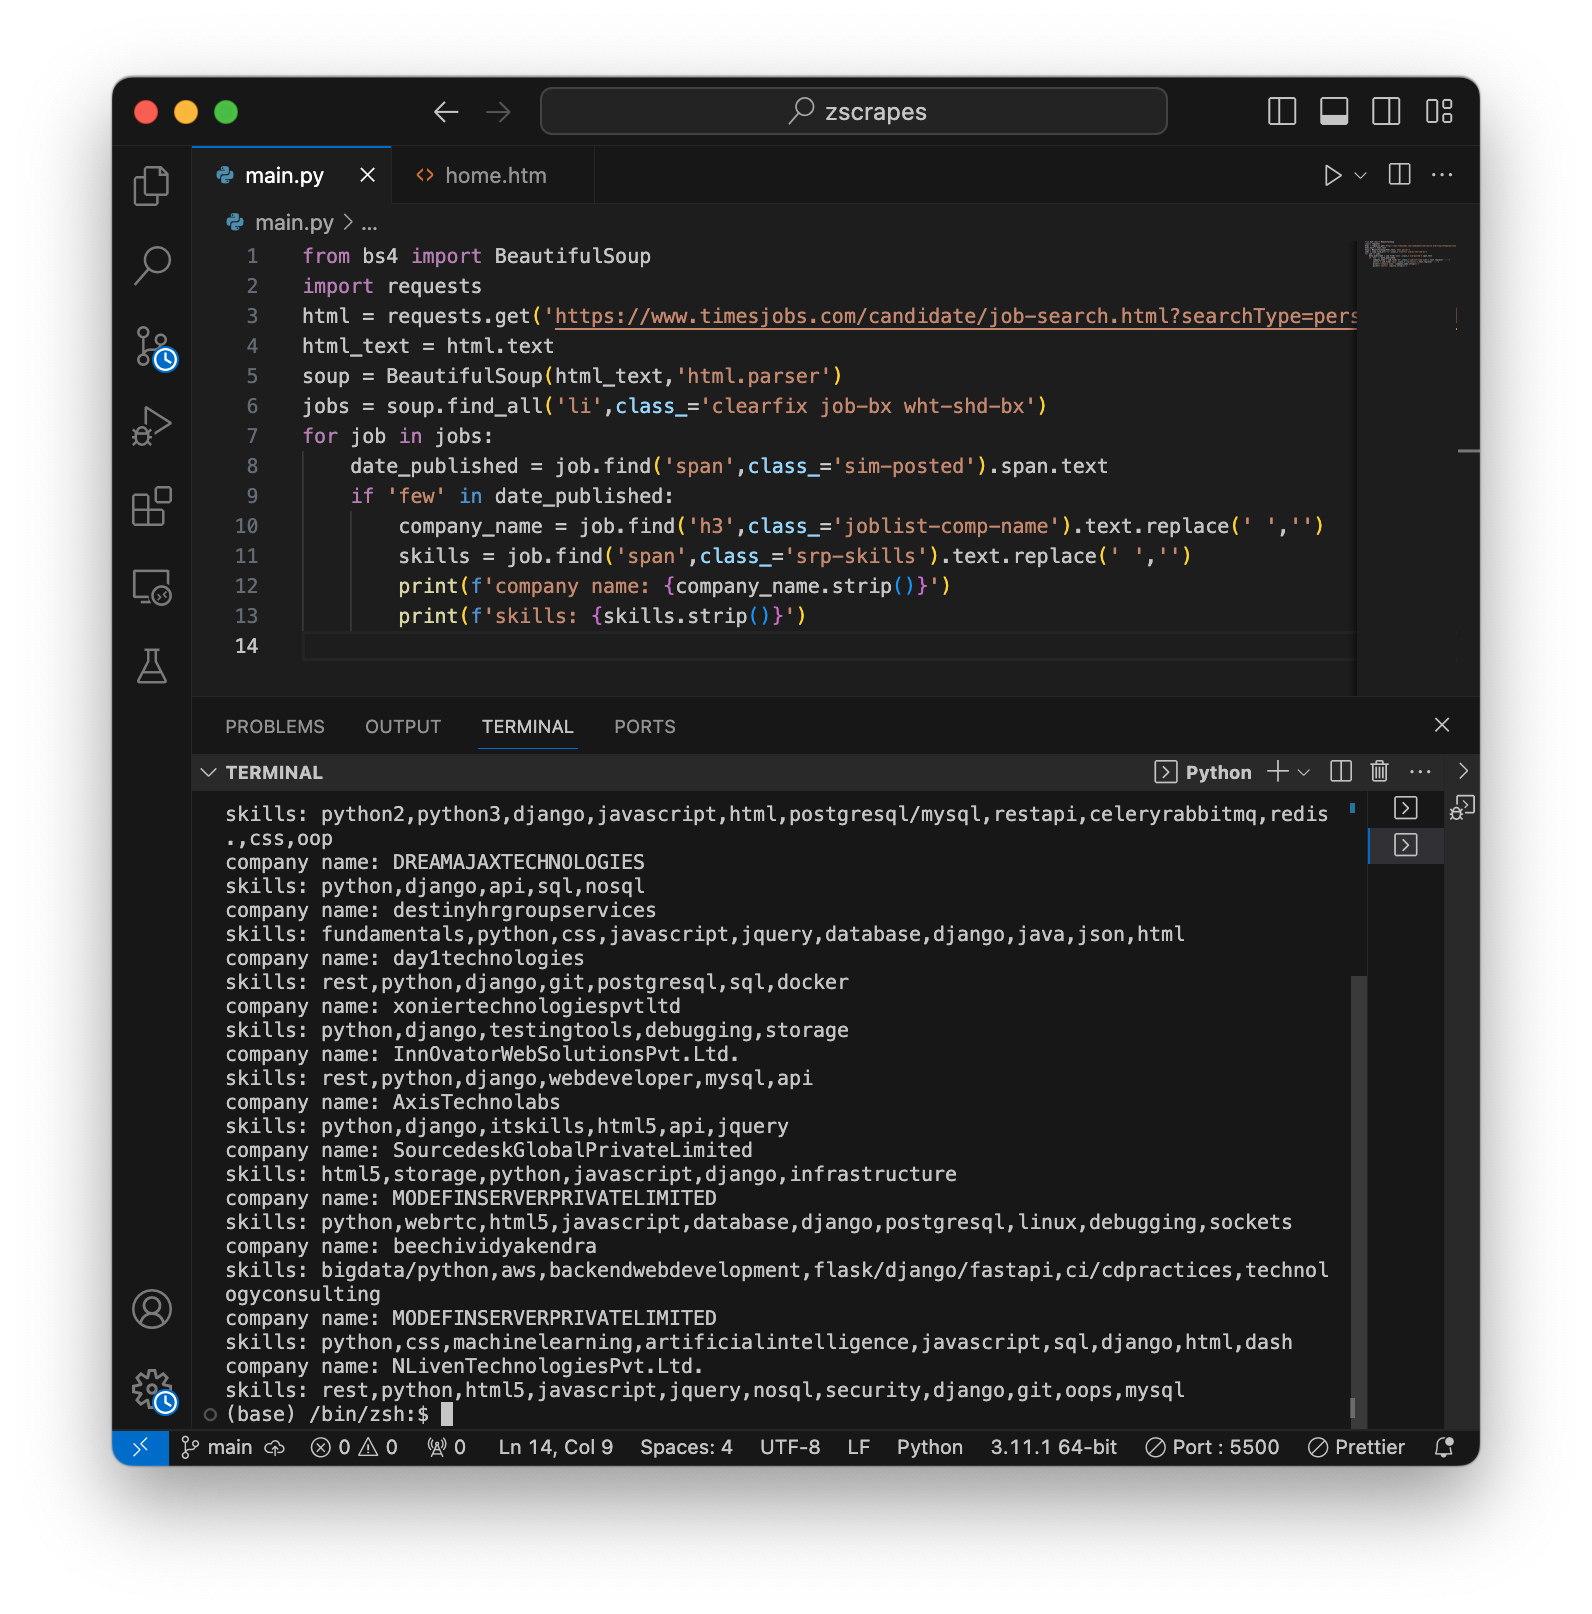 zscrapes
main.py
home.htm
main.py > ...
1 from bs4 import BeautifulSoup
2 import requests
3 html = requests.get('https://www.timesjobs.com/candidate/job-search.html?searchType=pers
4 html_text = html.text
5 soup = BeautifulSoup(html_text,'html.parser')
6 jobs = soup.find_all('li',class_='clearfix job-bx wht-shd-bx')
7 for job in jobs:
8 date_published = job.find('span',class_='sim-posted').span.text
9 if 'few' in date_published:
10 company_name = job.find('h3',class_='joblist-comp-name').text.replace(' ','')
11 skills = job.find('span',class_='srp-skills').text.replace(' ','')
12 print(f'company name: {company_name.strip()}')
13 print(f'skills: {skills.strip()}')
14
PROBLEMS OUTPUT TERMINAL PORTS
TERMINAL
Python
skills: python2,python3,django,javascript,html,postgresql/mysql,restapi,celeryrabbitmq,redis
.,css,oop
company name: DREAMAJAXTECHNOLOGIES
skills: python,django,api,sql,nosql
company name: destinyhrgroupservices
skills: fundamentals,python,css,javascript,jquery,database,django,java,json,html
company name: day1technologies
skills: rest,python,django,git,postgresql,sql,docker
company name: xoniertechnologiespvtltd
skills: python,django,testingtools,debugging,storage
company name: InnOvatorWebSolutionsPvt.Ltd.
skills: rest,python,django,webdeveloper,mysql,api
company name: AxisTechnolabs
skills: python,django,itskills,html5,api,jquery
company name: SourcedeskGlobalPrivateLimited
skills: html5,storage,python,javascript,django,infrastructure
company name: MODEFINSERVERPRIVATELIMITED
skills: python,webrtc,html5,javascript,database,django,postgresql,linux,debugging,sockets
company name: beechividyakendra
skills: bigdata/python,aws,backendwebdevelopment,flask/django/fastapi,ci/cdpractices,technol
ogyconsulting
company name: MODEFINSERVERPRIVATELIMITED
skills: python,css,machinelearning,artificialintelligence,javascript,sql,django,html,dash
company name: NLivenTechnologiesPvt.Ltd.
skills: rest,python,html5,javascript,jquery,nosql,security,django,git,oops,mysql
(base) /bin/zsh:$
main 0 0 0 Ln 14, Col 9 Spaces: 4 UTF-8 LF Python 3.11.1 64-bit Port : 5500 Prettier